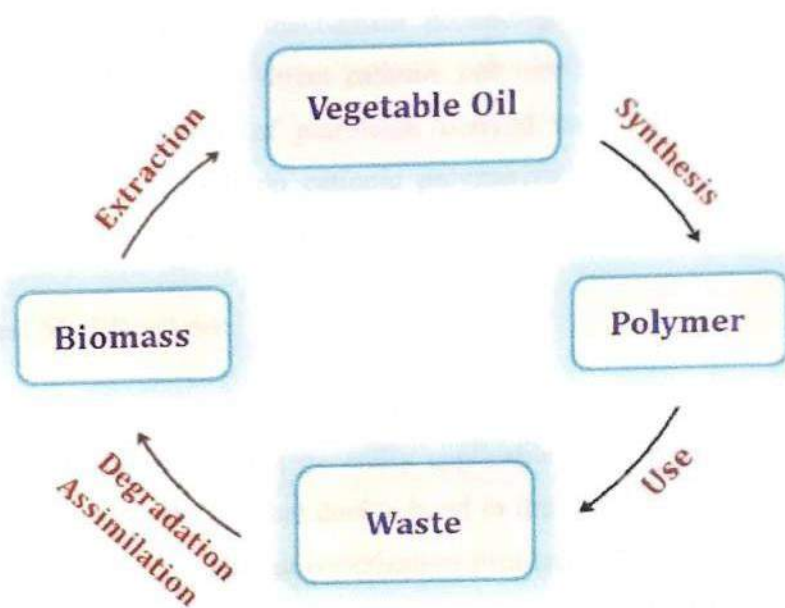 Vegetable Oil
Extraction
Synthesis
Biomass
Polymer
Degradation
Assimilation
Waste
Use